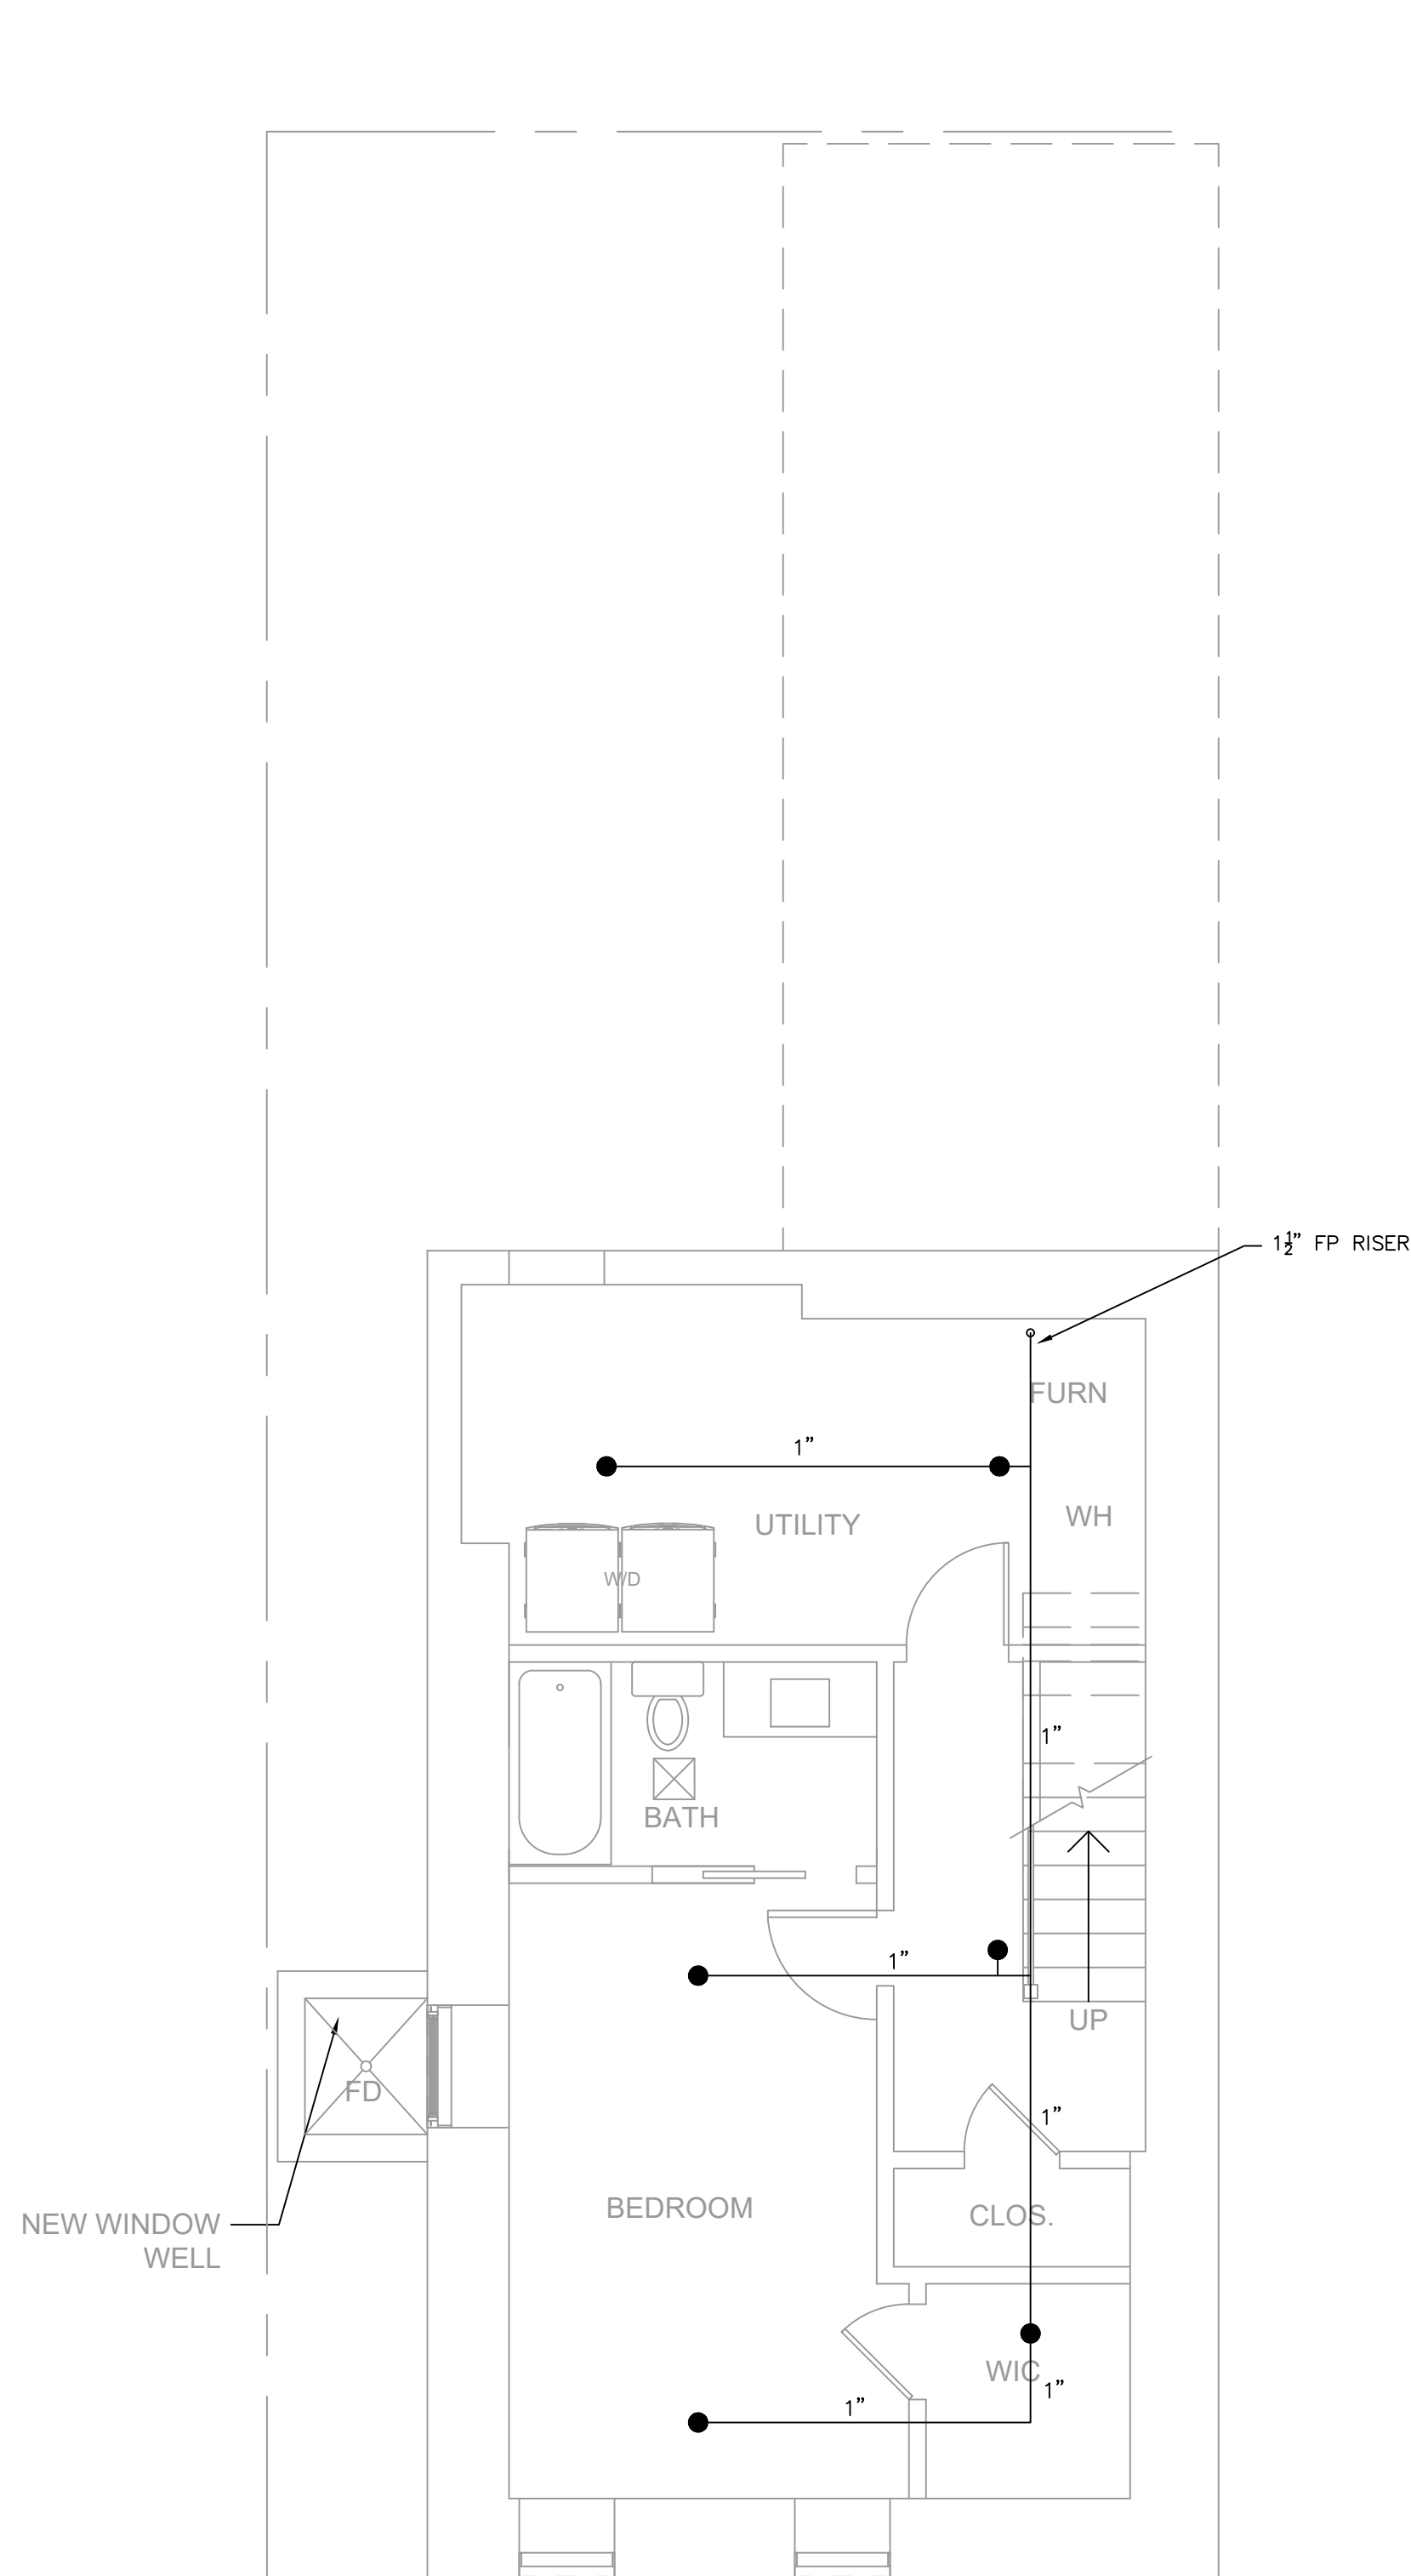 1½” FP RISER
FURN
1”
WH
UTILITY
W/D
1”
BATH
1”
UP
FD
1”
BEDROOM
CLOS.
NEW WINDOW
WELL
WIC
1”
1”